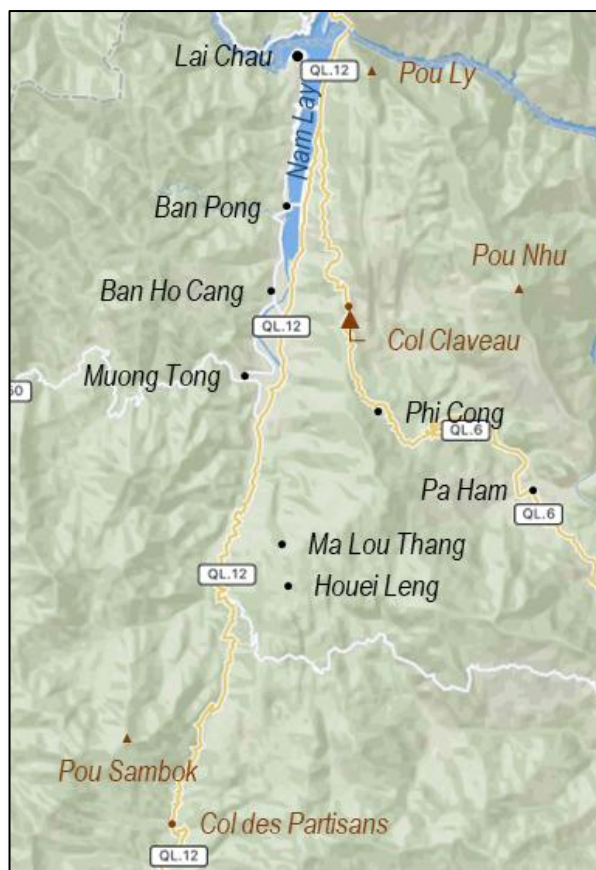 Lai Chau
QL.12
Pou Ly
Nam Lay
Ban Pong
Pou Nhu
Ban Ho Cang
QL.12
Col Claveau
Muong Tong
60
Phi Cong
QL.6
Pa Ham
QL.6
Ma Lou Thang
QL.12
Houei Leng
Pou Sambok
Col des Partisans
QL.12